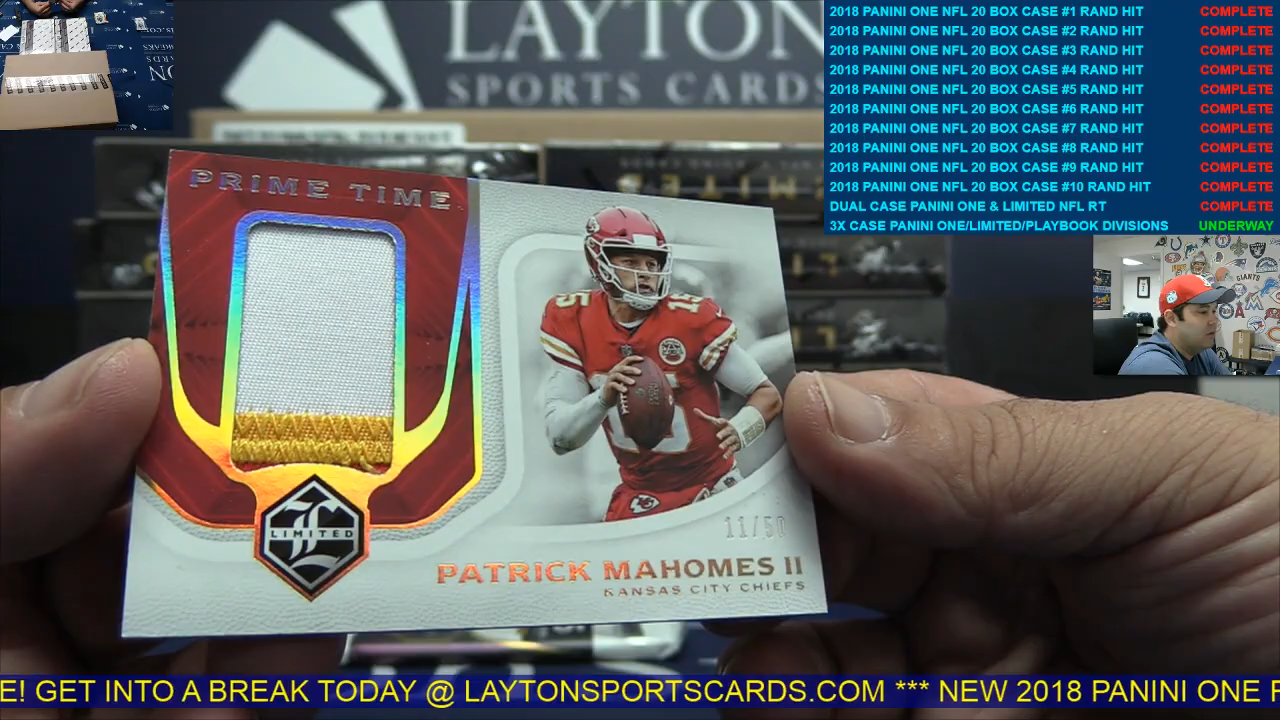 LAYTON
SPORTS CARDS
2018 PANINI ONE NFL 20 BOX CASE #1 RAND HIT COMPLETE
2018 PANINI ONE NFL 20 BOX CASE #2 RAND HIT COMPLETE
2018 PANINI ONE NFL 20 BOX CASE #3 RAND HIT COMPLETE
2018 PANINI ONE NFL 20 BOX CASE #4 RAND HIT COMPLETE
2018 PANINI ONE NFL 20 BOX CASE #5 RAND HIT COMPLETE
2018 PANINI ONE NFL 20 BOX CASE #6 RAND HIT COMPLETE
2018 PANINI ONE NFL 20 BOX CASE #7 RAND HIT COMPLETE
2018 PANINI ONE NFL 20 BOX CASE #8 RAND HIT COMPLETE
2018 PANINI ONE NFL 20 BOX CASE #9 RAND HIT COMPLETE
2018 PANINI ONE NFL 20 BOX CASE #10 RAND HIT COMPLETE
DUAL CASE PANINI ONE & LIMITED NFL RT COMPLETE
3X CASE PANINI ONE/LIMITED/PLAYBOOK DIVISIONS UNDERWAY
PRIME TIME
15 15
GIANTS
LIMITED
11/50
PATRICK MAHOMES II
KANSAS CITY CHIEFS
E! GET INTO A BREAK TODAY @ LAYTONSPORTSCARDS.COM *** NEW 2018 PANINI ONE